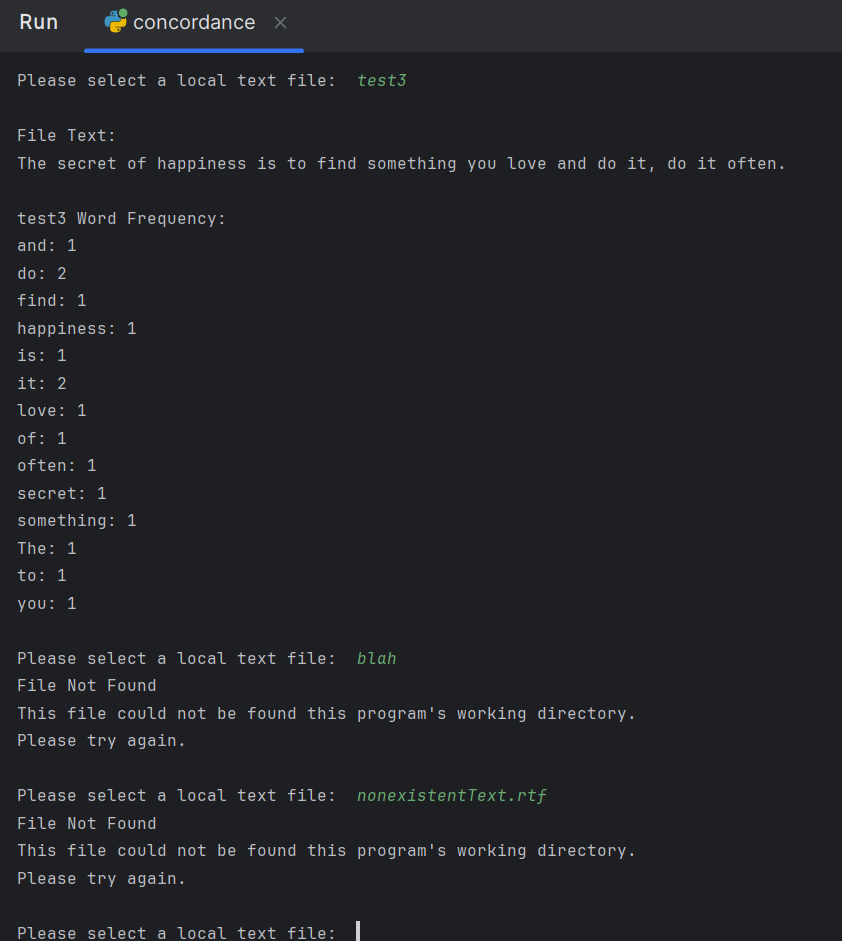 Run concordance
Please select a local text file: test3
File Text:
The secret of happiness is to find something you love and do it, do it often.
test3 Word Frequency:
and: 1
do: 2
find: 1
happiness: 1
is: 1
it: 2
love: 1
of: 1
often: 1
secret: 1
something: 1
The: 1
to: 1
you: 1
Please select a local text file: blah
File Not Found
This file could not be found this program's working directory.
Please try again.
Please select a local text file: nonexistentText.rtf
File Not Found
This file could not be found this program's working directory.
Please try again.
Please select a local text file: